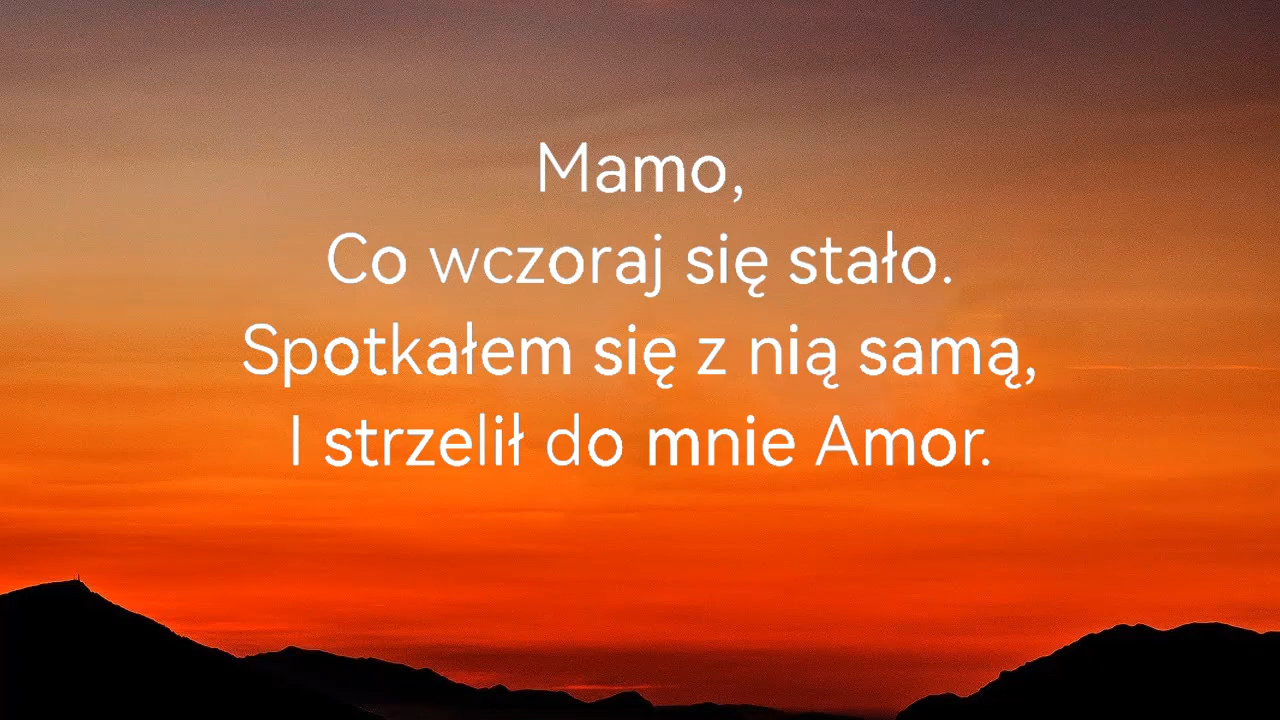 Mamo,
Co wczoraj się stało.
Spotkałem się z nią samą,
I strzelił do mnie Amor.